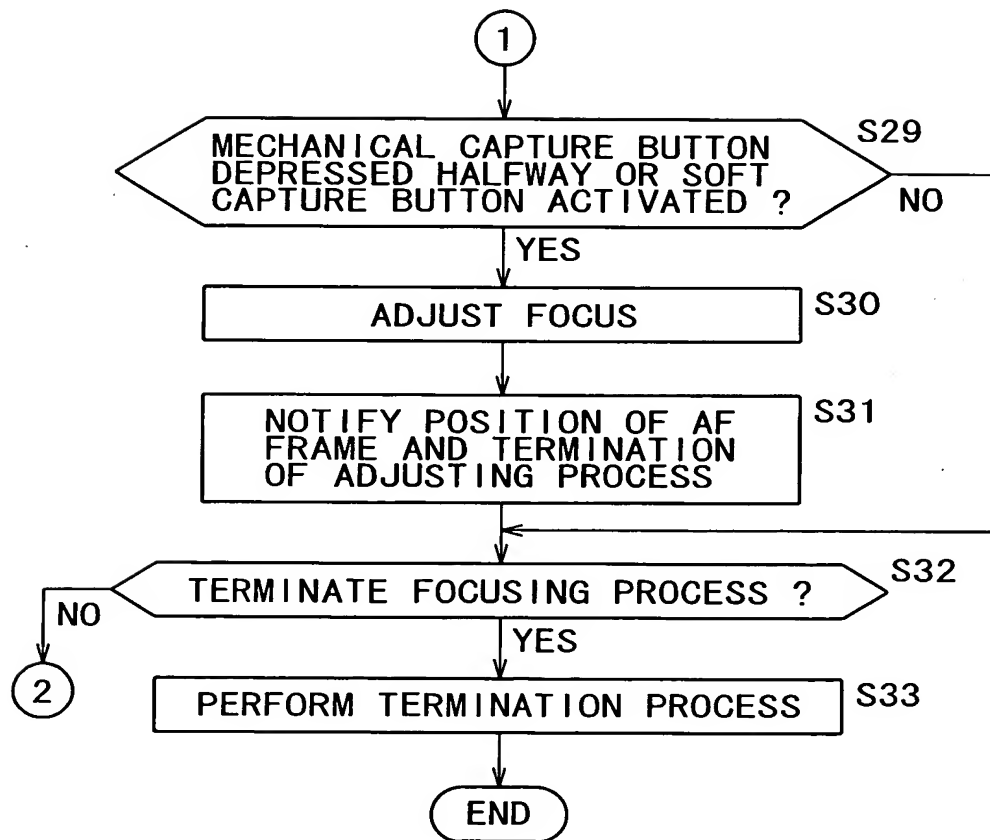 1
MECHANICAL CAPTURE BUTTON
DEPRESSED HALFWAY OR SOFT
CAPTURE BUTTON ACTIVATED ?
S29
NO
YES
ADJUST FOCUS
S30
NOTIFY POSITION OF AF
FRAME AND TERMINATION
OF ADJUSTING PROCESS
S31
TERMINATE FOCUSING PROCESS ?
S32
NO
YES
2
PERFORM TERMINATION PROCESS
S33
END